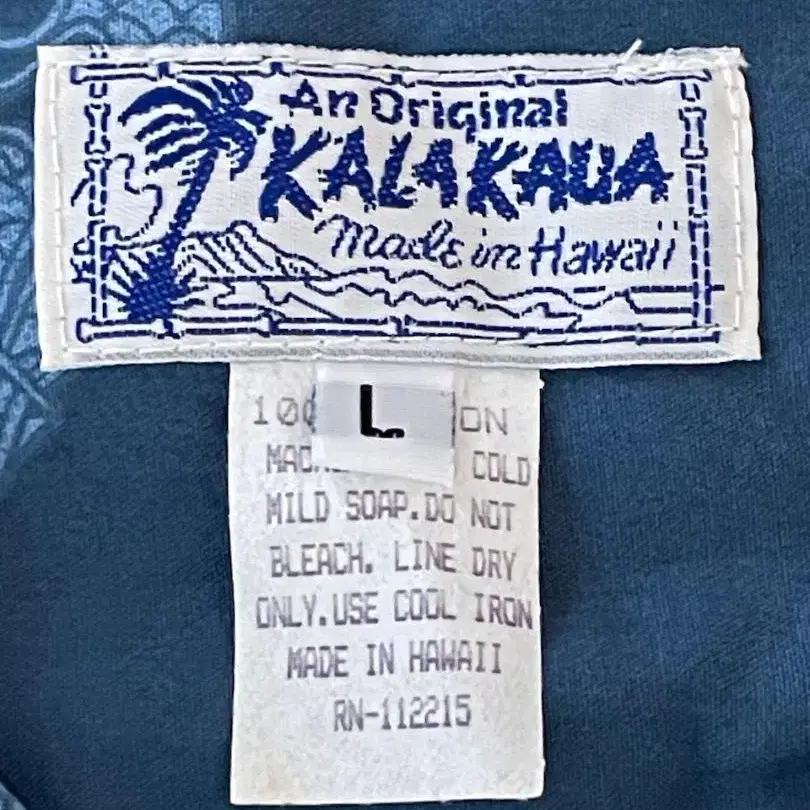 An Original
KALAKAUA
Made in Hawaii
L
COLD
MILD SOAP. DO NOT
BLEACH. LINE DRY
ONLY. USE COOL IRON
MADE IN HAWAII
RN-112215